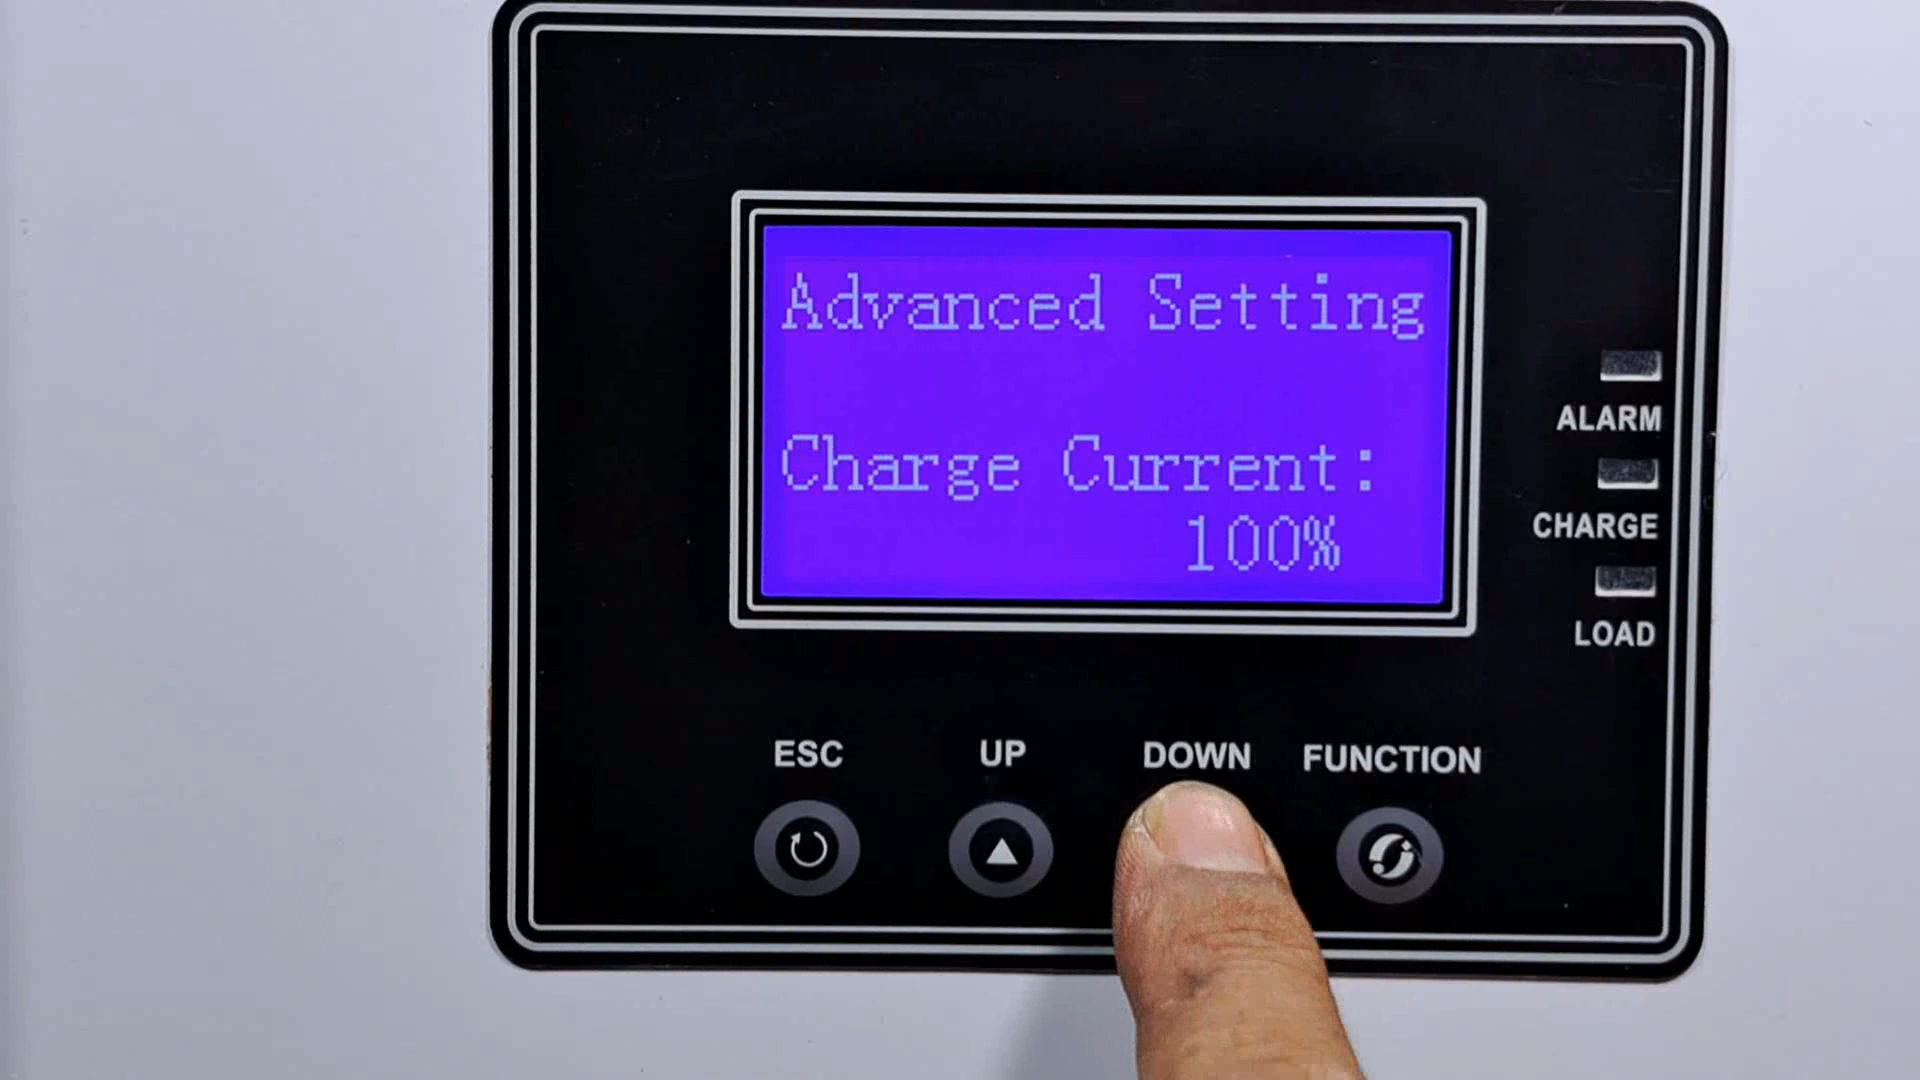 Advanced Setting
Charge Current:
100%
ALARM
CHARGE
LOAD
ESC UP DOWN FUNCTION